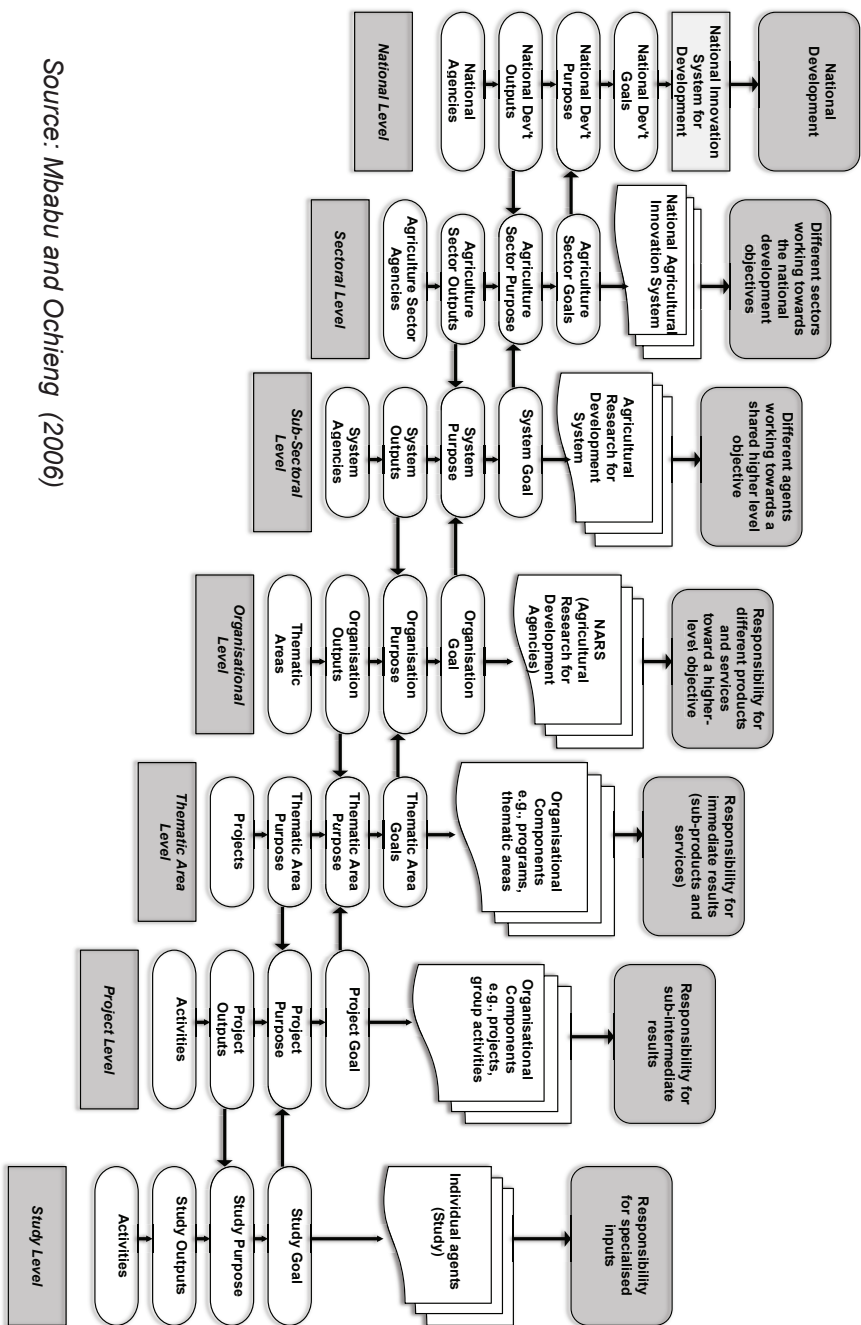 National
Development
National Innovation
System for
Development
National Dev't
Goals
National Dev't
Purpose
National Dev't
Outputs
National
Agencies
National Level
Different sectors
working towards
the national
development
objectives
National Agricultural
Innovation System
Agriculture
Sector Goals
Agriculture
Sector Purpose
Agriculture
Sector Outputs
Agriculture Sector
Agencies
Sectoral Level
Different agents
working towards a
shared higher level
objective
Agricultural
Research for
Development
System
System Goal
System
Purpose
System
Outputs
System
Agencies
Sub-Sectoral
Level
Responsibility for
different products
and services
toward a higher-
level objective
NARS
(Agricultural
Research for
Development
Agencies)
Organisation
Goal
Organisation
Purpose
Organisation
Outputs
Thematic
Areas
Organisational
Level
Responsibility for
immediate results
(sub-products and
services)
Organisational
Components
e.g., programs,
thematic areas
Thematic Area
Goals
Thematic Area
Purpose
Thematic Area
Purpose
Projects
Thematic Area
Level
Responsibility for
sub-intermediate
results
Organisational
Components
e.g., projects,
group activities
Project Goal
Project
Purpose
Project
Outputs
Activities
Project Level
Responsibility
for specialised
inputs
Individual agents
(Study)
Study Goal
Study Purpose
Study Outputs
Activities
Study Level
Source: Mbabu and Ochieng (2006)